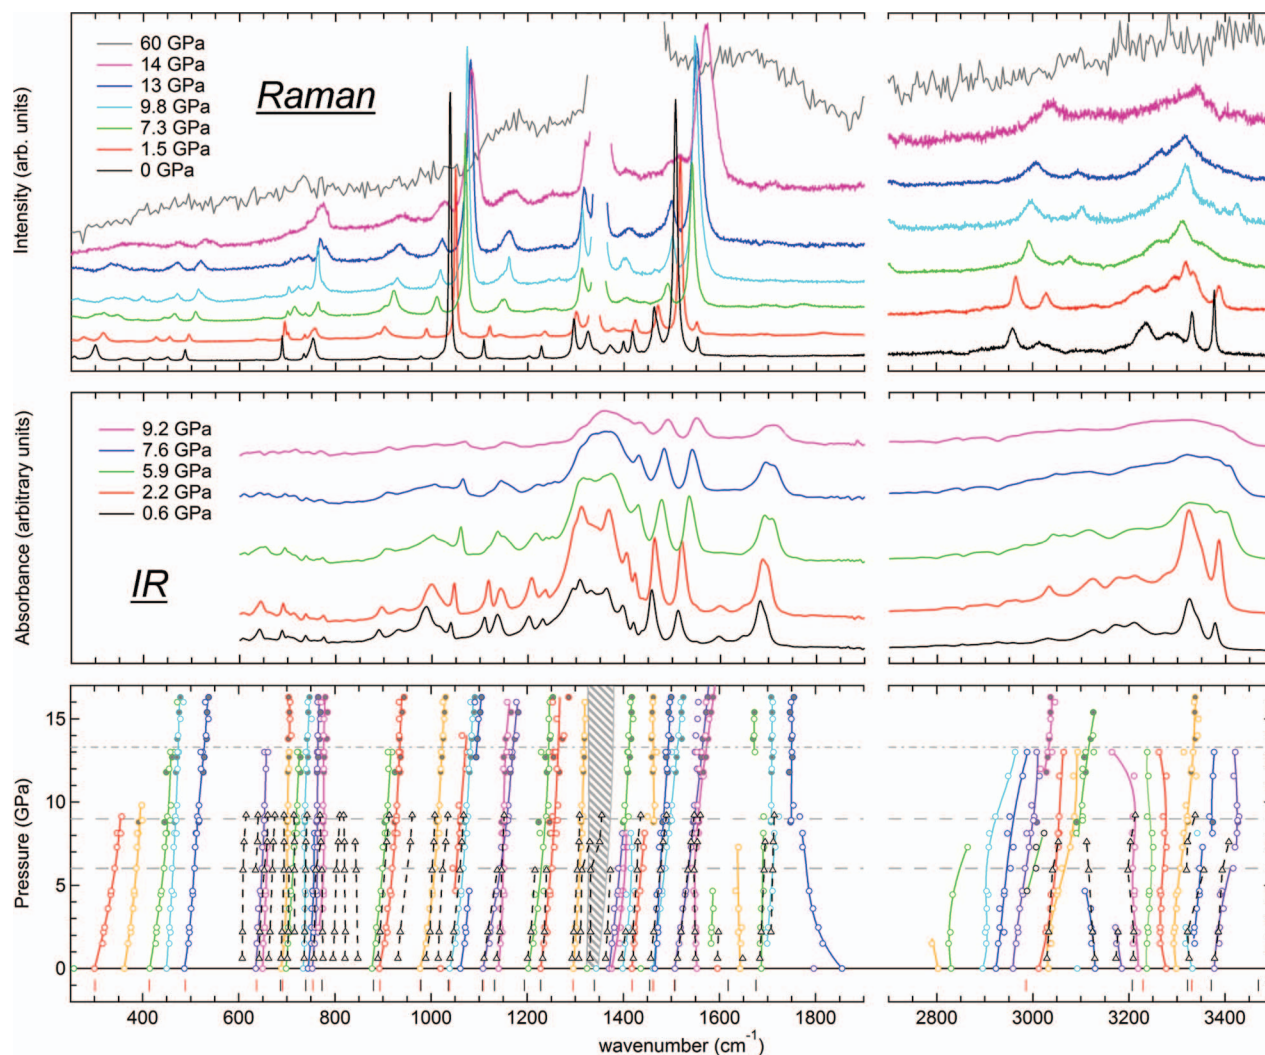 Intensity (arb. units)
60 GPa
14 GPa
13 GPa
9.8 GPa
7.3 GPa
1.5 GPa
0 GPa
Raman
Absorbance (arbitrary units)
9.2 GPa
7.6 GPa
5.9 GPa
2.2 GPa
0.6 GPa
IR
Pressure (GPa)
15
10
5
0
400 600 800 1000 1200 1400 1600 1800 2800 3000 3200 3400
wavenumber (cm-1)